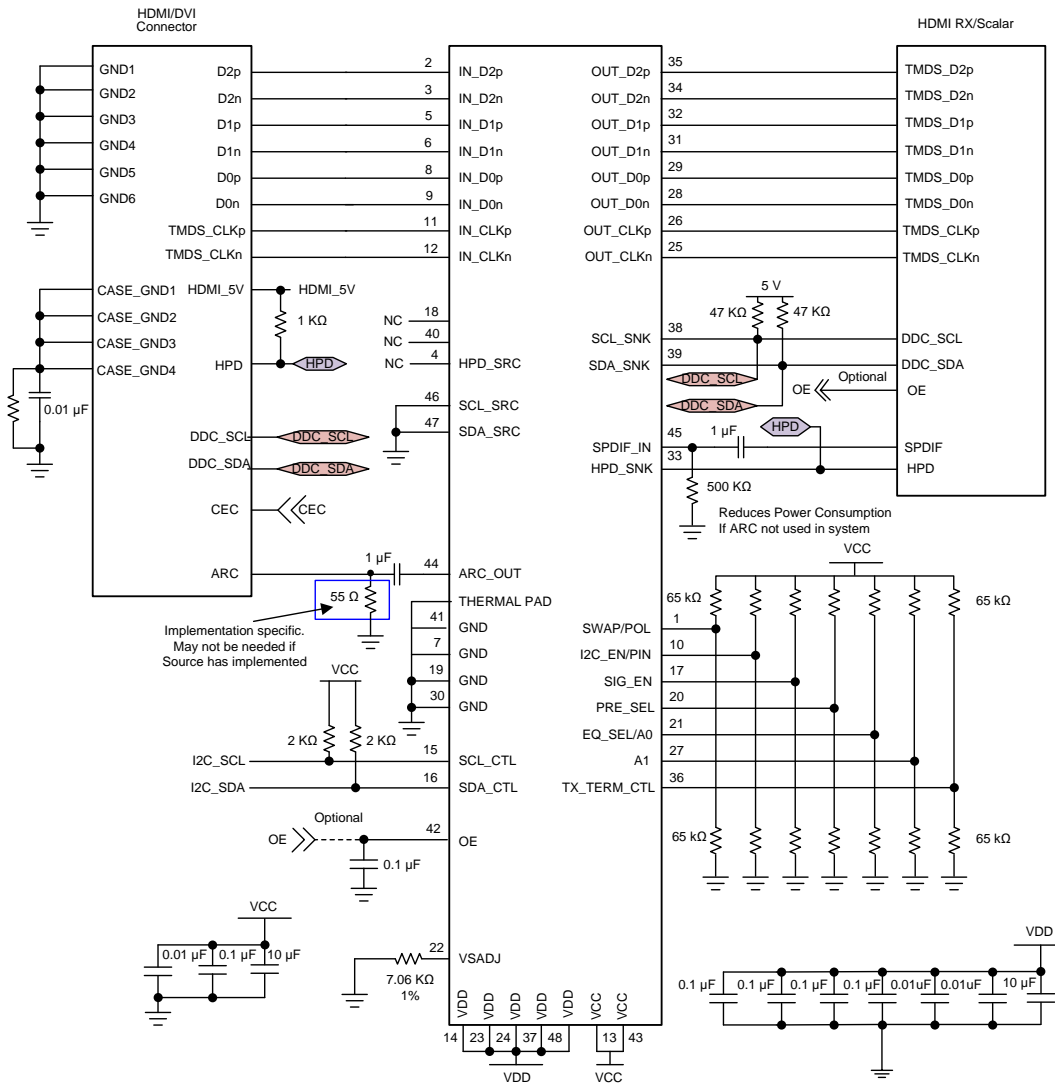 HDMI/DVI
Connector
HDMI RX/Scalar
GND1
GND2
GND3
GND4
GND5
GND6
CASE_GND1
CASE_GND2
CASE_GND3
CASE_GND4
0.01 µF
D2p
D2n
D1p
D1n
D0p
D0n
TMDS_CLKp
TMDS_CLKn
HDMI_5V
HPD
DDC_SCL
DDC_SDA
CEC
ARC
HDMI_5V
1 KΩ
HPD
DDC_SCL
DDC_SDA
CEC
1 µF
55 Ω
Implementation specific.
May not be needed if
Source has implemented
VCC
2 KΩ
2 KΩ
I2C_SCL
I2C_SDA
Optional
OE
0.1 µF
VCC
0.01 µF
0.1 µF
10 µF
7.06 KΩ
1%
2 IN_D2p
3 IN_D2n
5 IN_D1p
6 IN_D1n
8 IN_D0p
9 IN_D0n
11 IN_CLKp
12 IN_CLKn
NC 18
NC 40
NC 4 HPD_SRC
46 SCL_SRC
47 SDA_SRC
44 ARC_OUT
THERMAL PAD
41 GND
7 GND
19 GND
30 GND
15 SCL_CTL
16 SDA_CTL
42 OE
22 VSADJ
VDD VDD VDD VDD VDD VCC VCC
14 23 24 37 48 13 43
VDD
VCC
OUT_D2p 35
OUT_D2n 34
OUT_D1p 32
OUT_D1n 31
OUT_D0p 29
OUT_D0n 28
OUT_CLKp 26
OUT_CLKn 25
SCL_SNK 38
SDA_SNK 39
SPDIF_IN 45
HPD_SNK 33
SWAP/POL 1
I2C_EN/PIN 10
SIG_EN 17
PRE_SEL 20
EQ_SEL/A0 21
A1 27
TX_TERM_CTL 36
5 V
47 KΩ
47 KΩ
DDC_SCL
DDC_SDA
Optional
OE
HPD
1 µF
500 KΩ
Reduces Power Consumption
If ARC not used in system
TMDS_D2p
TMDS_D2n
TMDS_D1p
TMDS_D1n
TMDS_D0p
TMDS_D0n
TMDS_CLKp
TMDS_CLKn
DDC_SCL
DDC_SDA
OE
SPDIF
HPD
VCC
65 kΩ
65 kΩ
65 kΩ
65 kΩ
VDD
0.1 µF
0.1 µF
0.1 µF
0.1 µF
0.01uF
0.01uF
10 µF